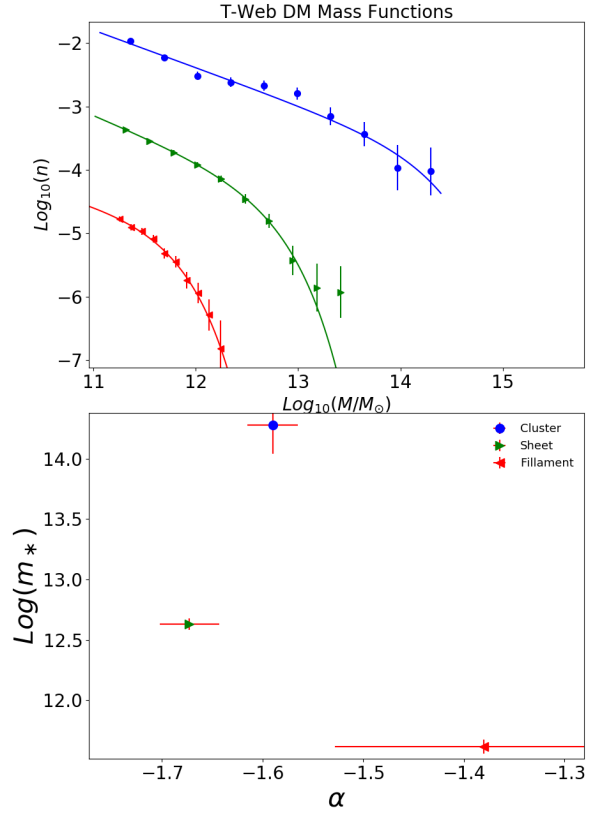 T-Web DM Mass Functions
−2
−3
−4
−5
−6
−7
Log₁₀(n)
11 12 13 14 15
Log₁₀(M/M⊙)
14.0
13.5
13.0
12.5
12.0
Log(m*)
Cluster
Sheet
Fillament
−1.7 −1.6 −1.5 −1.4 −1.3
α